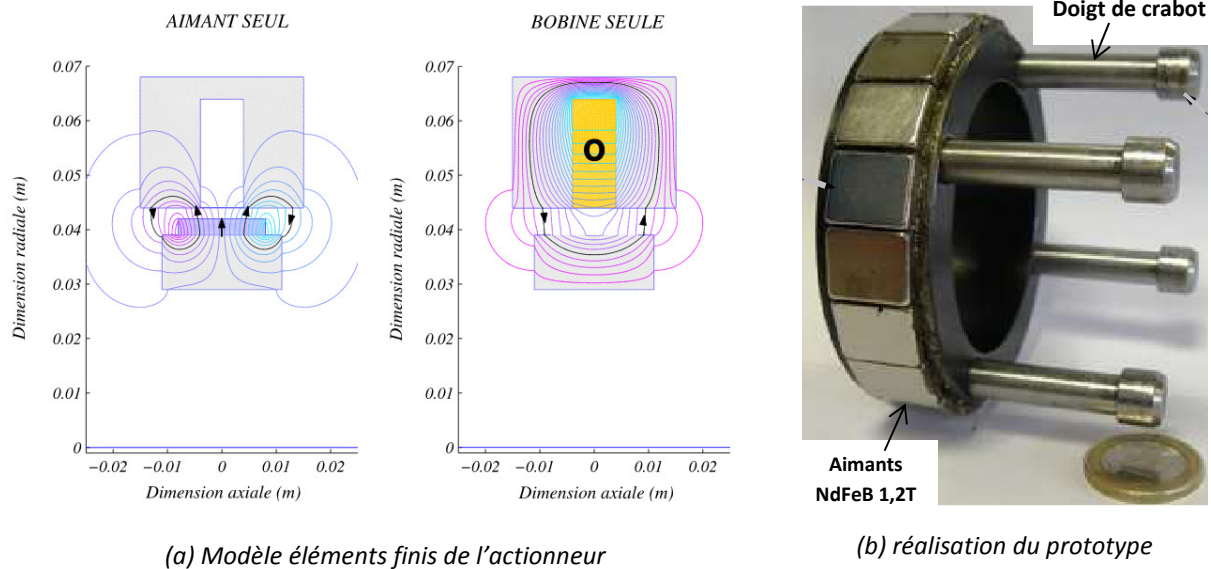 AIMANT SEUL
BOBINE SEULE
Doigt de crabot
0.07
0.06
0.05
0.04
0.03
0.02
0.01
0
Dimension radiale (m)
−0.02 −0.01 0 0.01 0.02
Dimension axiale (m)
0.07
0.06
0.05
0.04
0.03
0.02
0.01
0
Dimension radiale (m)
O
−0.02 −0.01 0 0.01 0.02
Dimension axiale (m)
Aimants
NdFeB 1,2T
(a) Modèle éléments finis de l’actionneur
(b) réalisation du prototype